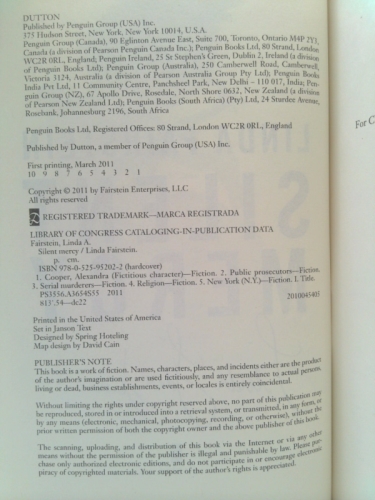 DUTTON
Published by Penguin Group (USA) Inc.
375 Hudson Street, New York, New York 10014, U.S.A.
Penguin Group (Canada), 90 Eglinton Avenue East, Suite 700, Toronto, Ontario M4P 2Y3,
Canada (a division of Pearson Penguin Canada Inc.); Penguin Books Ltd, 80 Strand, London
WC2R 0RL, England; Penguin Ireland, 25 St Stephen's Green, Dublin 2, Ireland (a division
of Penguin Books Ltd); Penguin Group (Australia), 250 Camberwell Road, Camberwell,
Victoria 3124, Australia (a division of Pearson Australia Group Pty Ltd); Penguin Books
India Pvt Ltd, 11 Community Centre, Panchsheel Park, New Delhi – 110 017, India; Pen-
guin Group (NZ), 67 Apollo Drive, Rosedale, North Shore 0632, New Zealand (a division
of Pearson New Zealand Ltd); Penguin Books (South Africa) (Pty) Ltd, 24 Sturdee Avenue,
Rosebank, Johannesburg 2196, South Africa
Penguin Books Ltd, Registered Offices: 80 Strand, London WC2R 0RL, England
Published by Dutton, a member of Penguin Group (USA) Inc.
First printing, March 2011
10 9 8 7 6 5 4 3 2 1
Copyright © 2011 by Fairstein Enterprises, LLC
All rights reserved
REGISTERED TRADEMARK—MARCA REGISTRADA
LIBRARY OF CONGRESS CATALOGING-IN-PUBLICATION DATA
Fairstein, Linda A.
Silent mercy / Linda Fairstein.
p. cm.
ISBN 978-0-525-95202-2 (hardcover)
1. Cooper, Alexandra (Fictitious character)—Fiction. 2. Public prosecutors—Fiction.
3. Serial murderers—Fiction. 4. Religion—Fiction. 5. New York (N.Y.)—Fiction. I. Title.
PS3556.A3654S55 2011
813'.54—dc22 2010045405
Printed in the United States of America
Set in Janson Text
Designed by Spring Hoteling
Map design by David Cain
PUBLISHER'S NOTE
This book is a work of fiction. Names, characters, places, and incidents either are the product
of the author's imagination or are used fictitiously, and any resemblance to actual persons,
living or dead, business establishments, events, or locales is entirely coincidental.
Without limiting the rights under copyright reserved above, no part of this publication may
be reproduced, stored in or introduced into a retrieval system, or transmitted, in any form, or
by any means (electronic, mechanical, photocopying, recording, or otherwise), without the
prior written permission of both the copyright owner and the above publisher of this book.
The scanning, uploading, and distribution of this book via the Internet or via any other
means without the permission of the publisher is illegal and punishable by law. Please pur-
chase only authorized electronic editions, and do not participate in or encourage electronic
piracy of copyrighted materials. Your support of the author's rights is appreciated.
For C